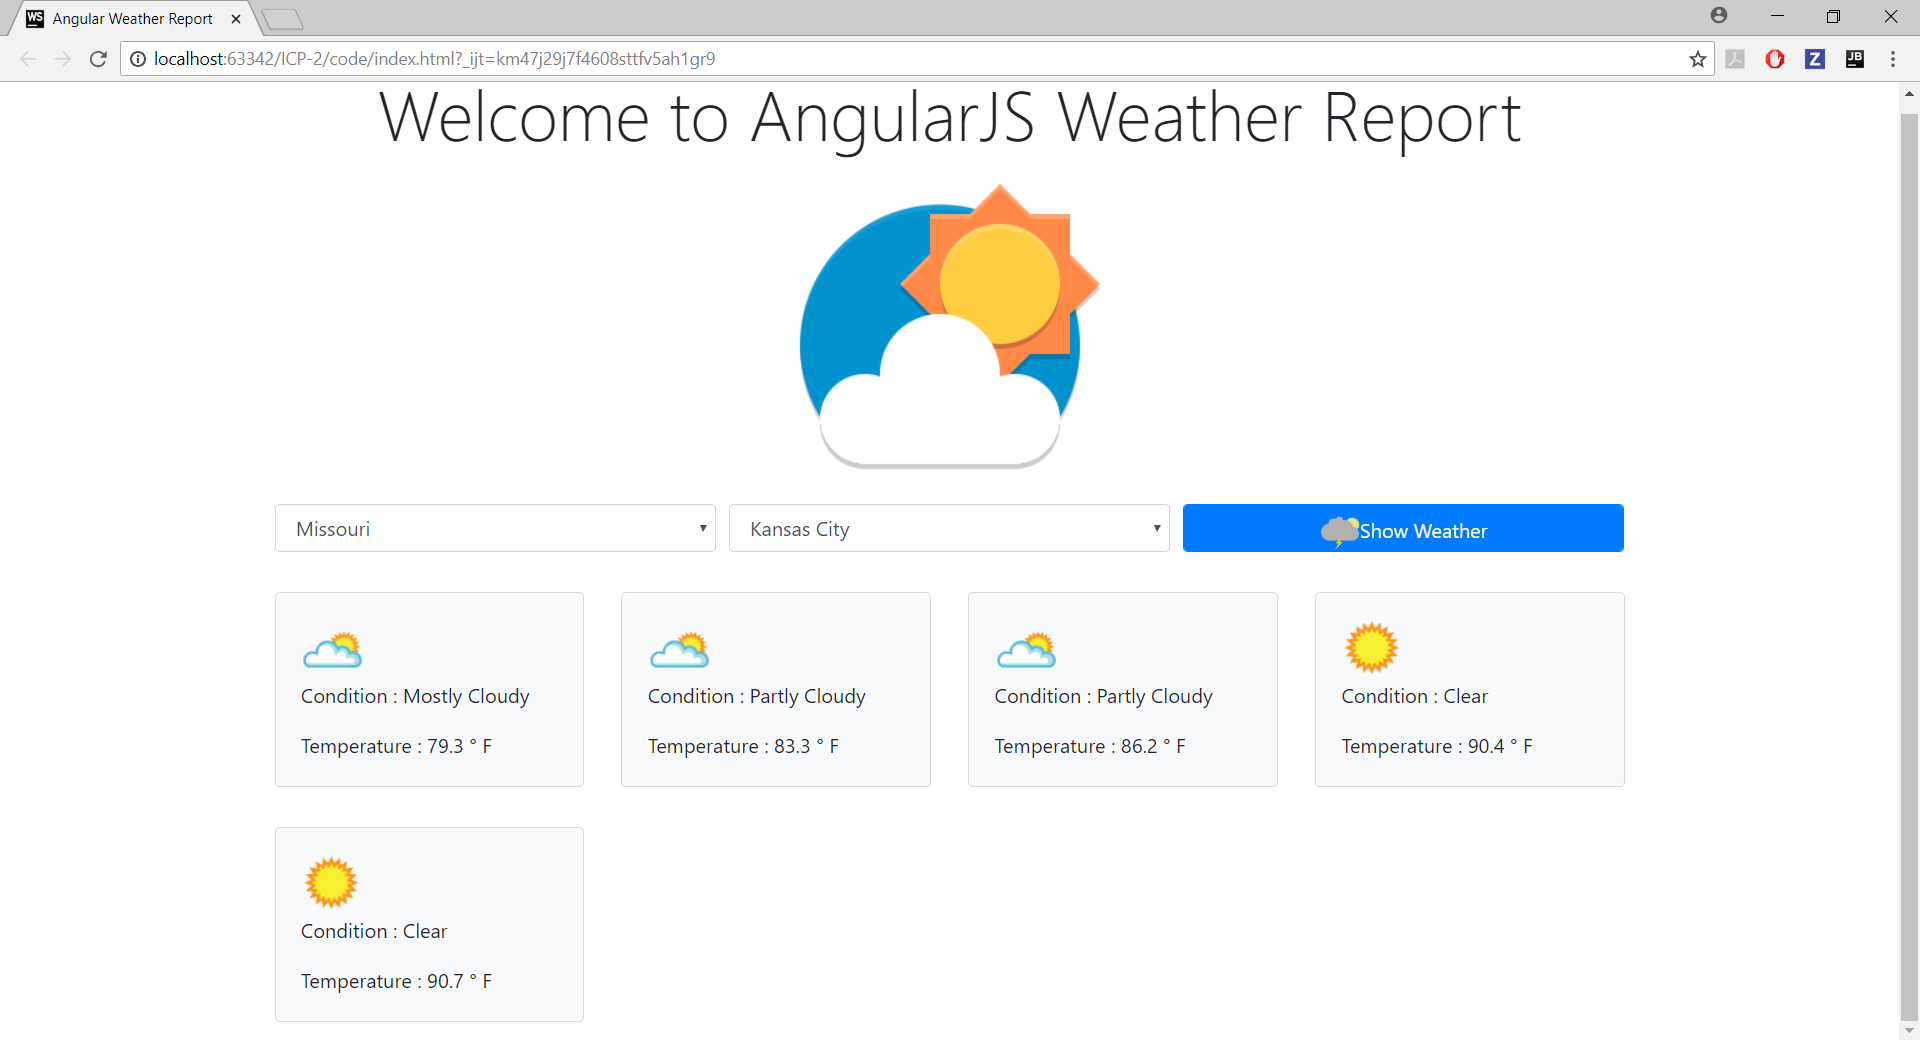 WS Angular Weather Report
localhost:63342/ICP-2/code/index.html?_ijt=km47j29j7f4608sttfv5ah1gr9
Z JB
Welcome to AngularJS Weather Report
Missouri Kansas City Show Weather
Condition : Mostly Cloudy
Temperature : 79.3 ° F
Condition : Partly Cloudy
Temperature : 83.3 ° F
Condition : Partly Cloudy
Temperature : 86.2 ° F
Condition : Clear
Temperature : 90.4 ° F
Condition : Clear
Temperature : 90.7 ° F